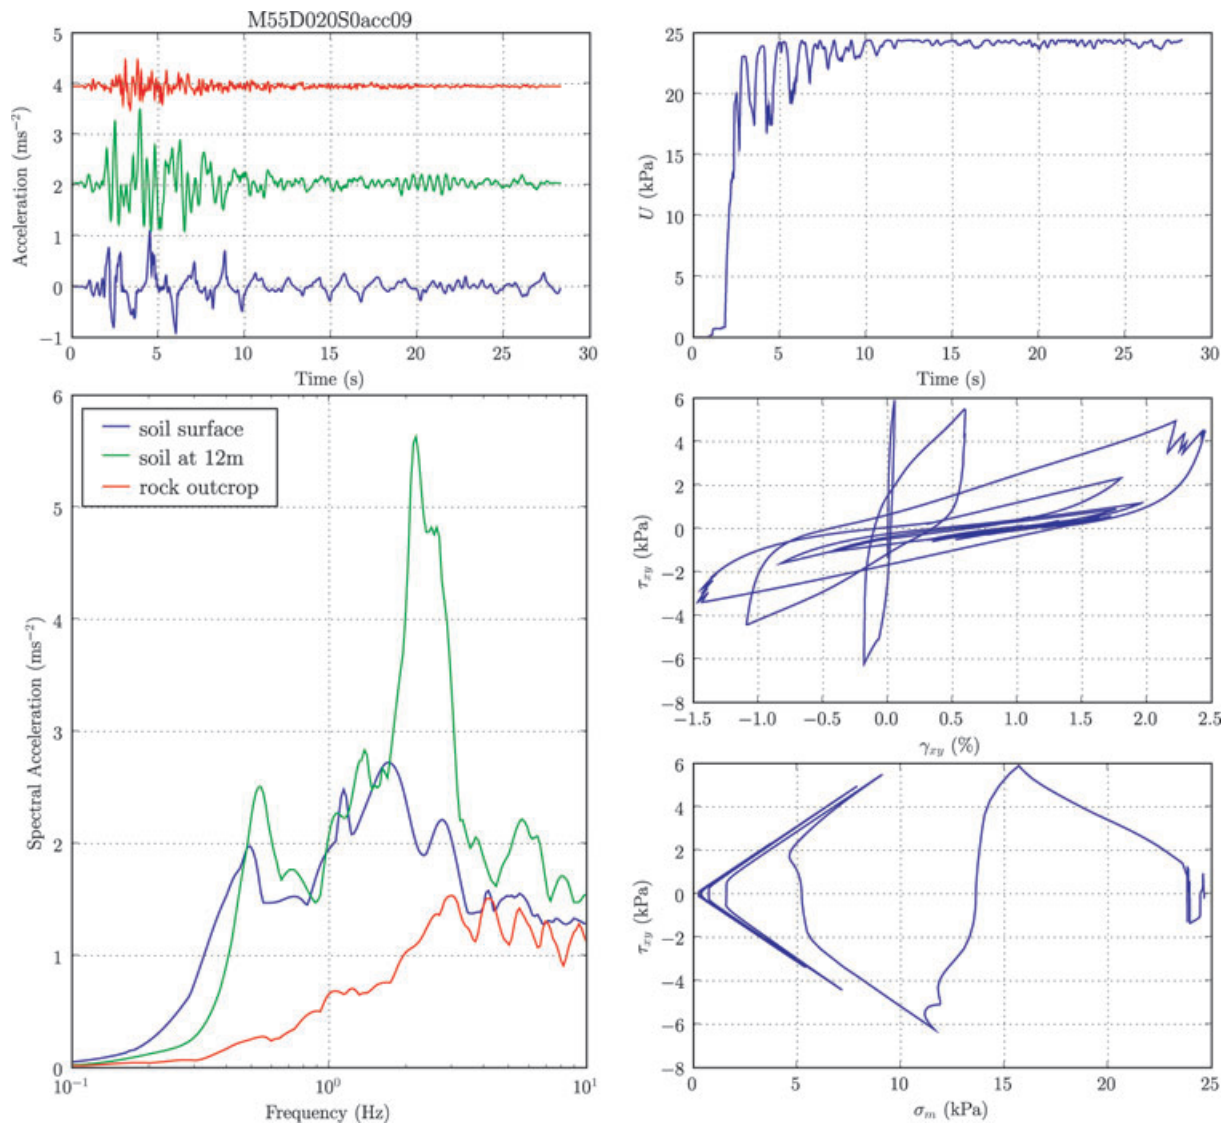 M55D020S0acc09
5
4
3
2
1
0
−1
Acceleration (ms⁻²)
0 5 10 15 20 25 30
Time (s)
25
20
15
10
5
0
U (kPa)
0 5 10 15 20 25 30
Time (s)
6
5
4
3
2
1
0
Spectral Acceleration (ms⁻²)
soil surface
soil at 12m
rock outcrop
10⁻¹ 10⁰ 10¹
Frequency (Hz)
6
4
2
0
−2
−4
−6
−8
τxy (kPa)
−1.5 −1.0 −0.5 0.0 0.5 1.0 1.5 2.0 2.5
γxy (%)
6
4
2
0
−2
−4
−6
−8
τxy (kPa)
0 5 10 15 20 25
σm (kPa)